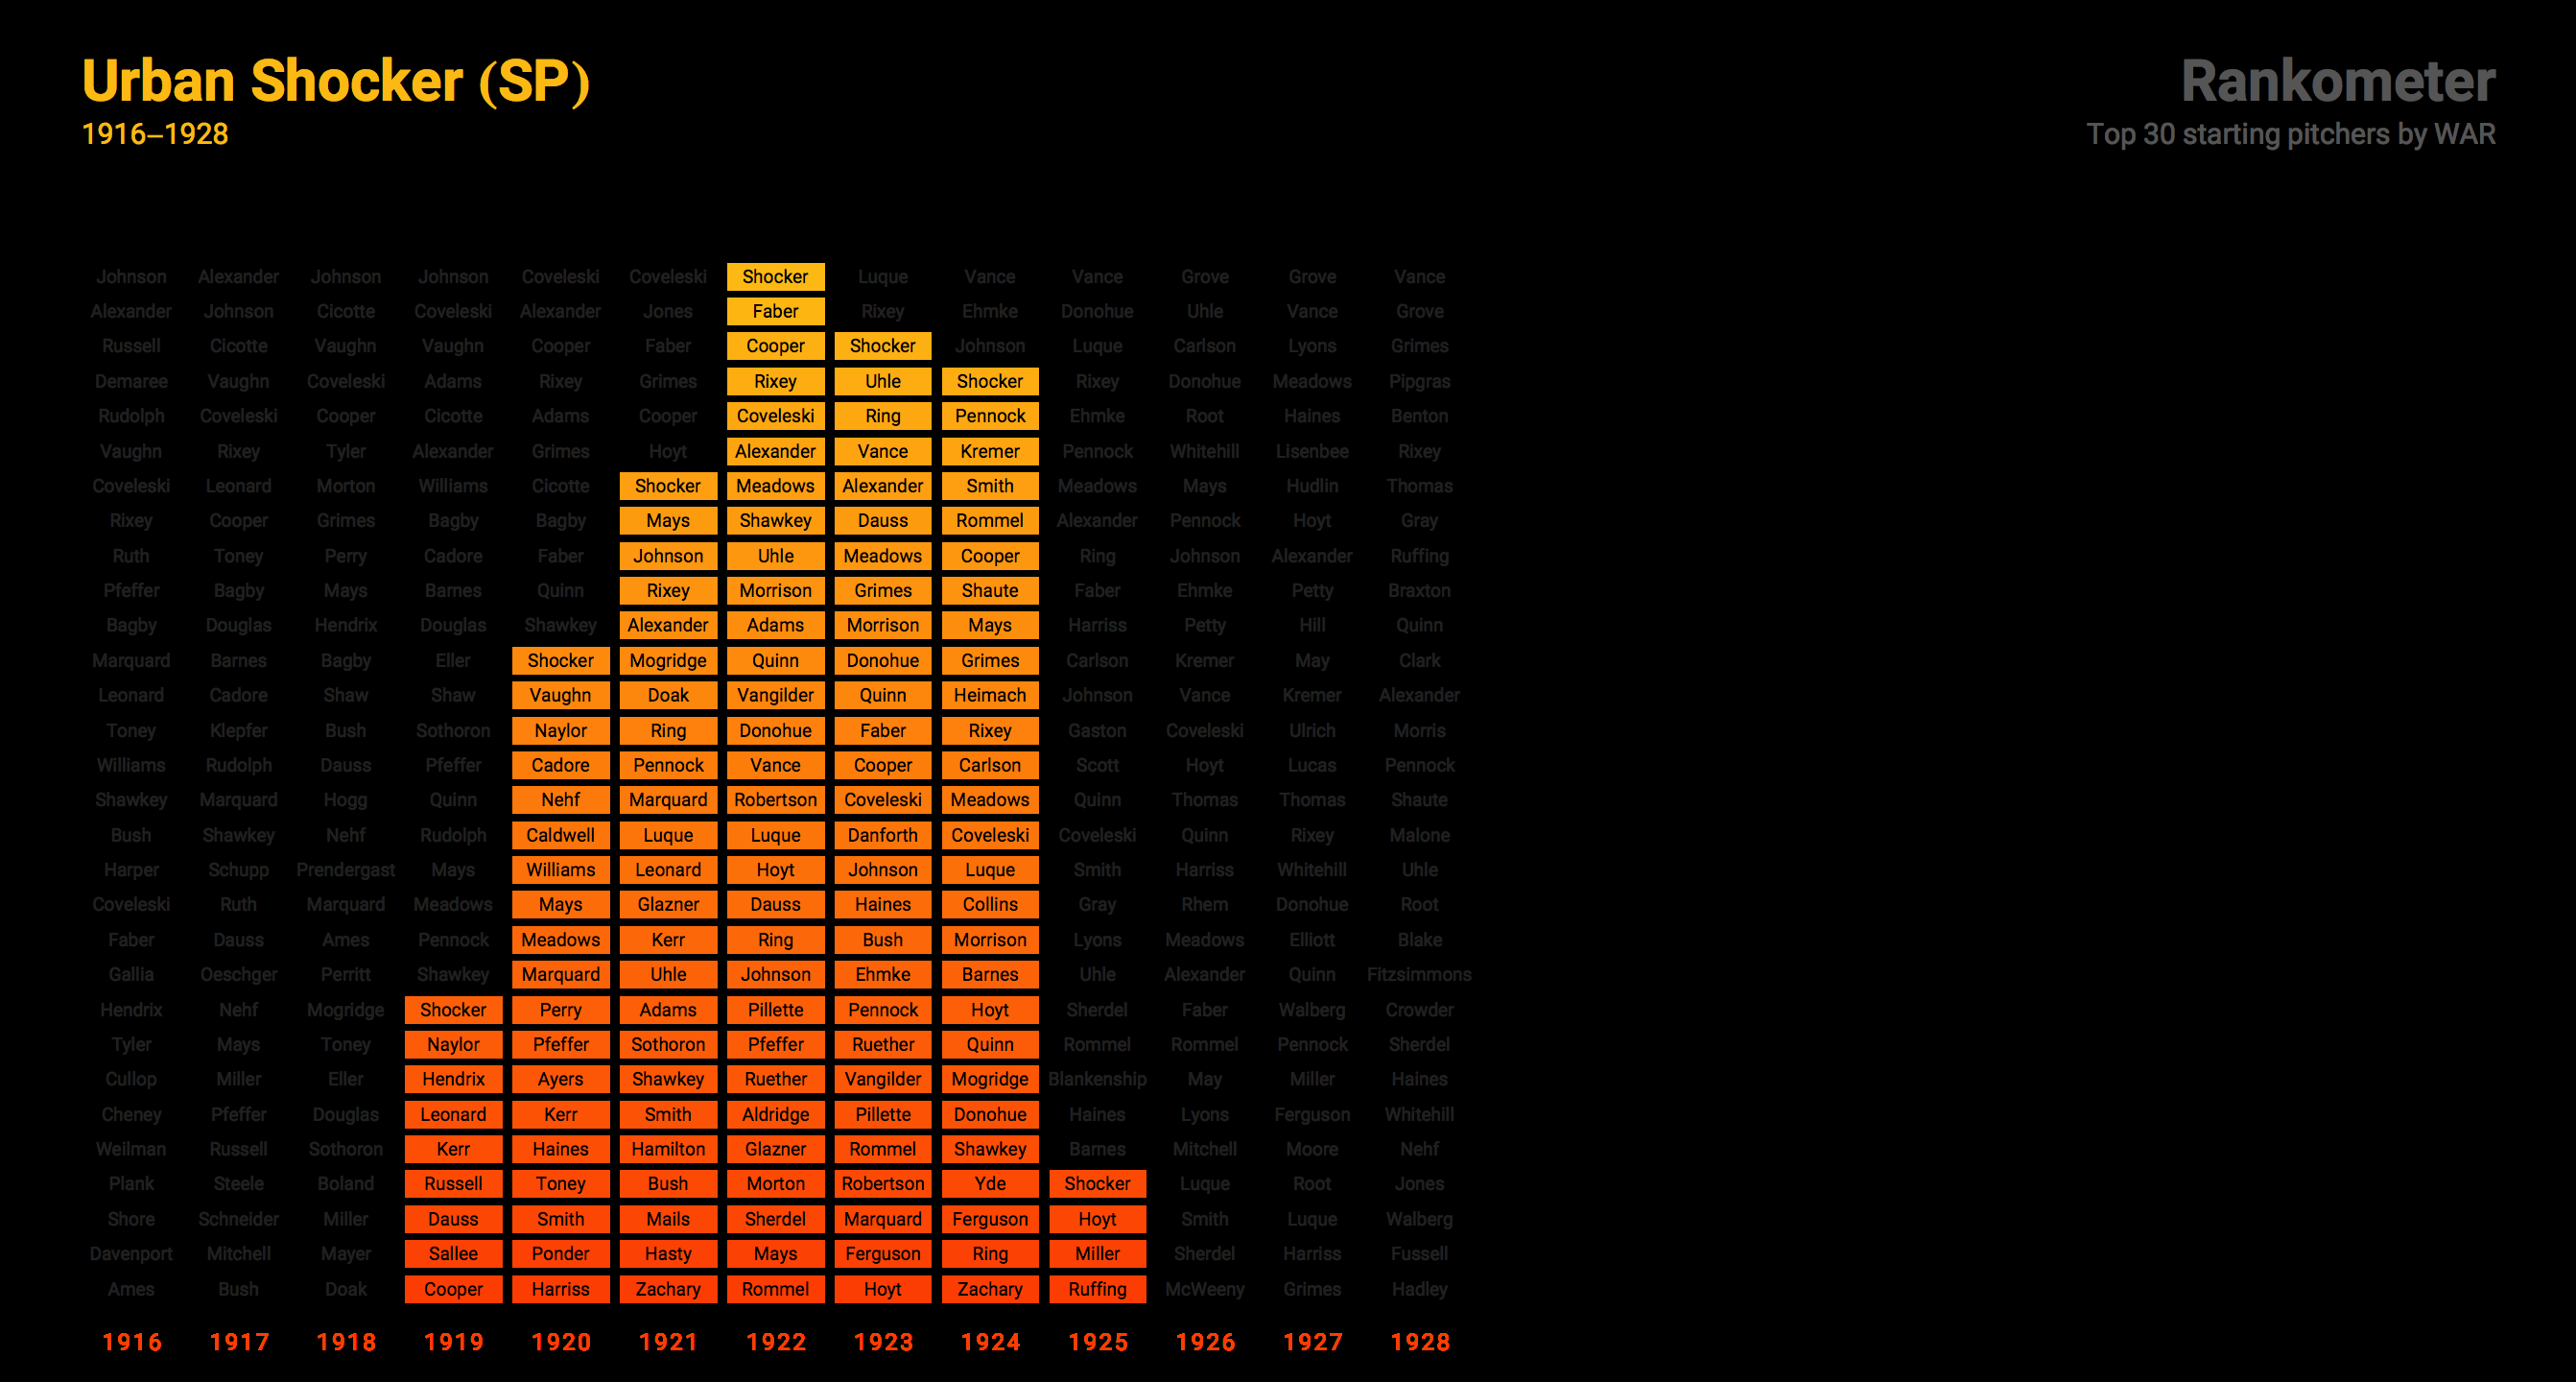 Urban Shocker (SP)
1916–1928
Rankometer
Top 30 starting pitchers by WAR
Johnson Alexander Johnson Johnson Coveleski Coveleski Shocker Luque Vance Vance Grove Grove Vance
Alexander Johnson Cicotte Coveleski Alexander Jones Faber Rixey Ehmke Donohue Uhle Vance Grove
Russell Cicotte Vaughn Vaughn Cooper Faber Cooper Shocker Johnson Luque Carlson Lyons Grimes
Demaree Vaughn Coveleski Adams Rixey Grimes Rixey Uhle Shocker Rixey Donohue Meadows Pipgras
Rudolph Coveleski Cooper Cicotte Adams Cooper Coveleski Ring Pennock Ehmke Root Haines Benton
Vaughn Rixey Tyler Alexander Grimes Hoyt Alexander Vance Kremer Pennock Whitehill Lisenbee Rixey
Coveleski Leonard Morton Williams Cicotte Shocker Meadows Alexander Smith Meadows Mays Hudlin Thomas
Rixey Cooper Grimes Bagby Bagby Mays Shawkey Dauss Rommel Alexander Pennock Hoyt Gray
Ruth Toney Perry Cadore Faber Johnson Uhle Meadows Cooper Ring Johnson Alexander Ruffing
Pfeffer Bagby Mays Barnes Quinn Rixey Morrison Grimes Shaute Faber Ehmke Petty Braxton
Bagby Douglas Hendrix Douglas Shawkey Alexander Adams Morrison Mays Harriss Petty Hill Quinn
Marquard Barnes Bagby Eller Shocker Mogridge Quinn Donohue Grimes Carlson Kremer May Clark
Leonard Cadore Shaw Shaw Vaughn Doak Vangilder Quinn Heimach Johnson Vance Kremer Alexander
Toney Klepfer Bush Sothoron Naylor Ring Donohue Faber Rixey Gaston Coveleski Ulrich Morris
Williams Rudolph Dauss Pfeffer Cadore Pennock Vance Cooper Carlson Scott Hoyt Lucas Pennock
Shawkey Marquard Hogg Quinn Nehf Marquard Robertson Coveleski Meadows Quinn Thomas Thomas Shaute
Bush Shawkey Nehf Rudolph Caldwell Luque Luque Danforth Coveleski Coveleski Quinn Rixey Malone
Harper Schupp Prendergast Mays Williams Leonard Hoyt Johnson Luque Smith Harriss Whitehill Uhle
Coveleski Ruth Marquard Meadows Mays Glazner Dauss Haines Collins Gray Rhem Donohue Root
Faber Dauss Ames Pennock Meadows Kerr Ring Bush Morrison Lyons Meadows Elliott Blake
Gallia Oeschger Perritt Shawkey Marquard Uhle Johnson Ehmke Barnes Uhle Alexander Quinn Fitzsimmons
Hendrix Nehf Mogridge Shocker Perry Adams Pillette Pennock Hoyt Sherdel Faber Walberg Crowder
Tyler Mays Toney Naylor Pfeffer Sothoron Pfeffer Ruether Quinn Rommel Rommel Pennock Sherdel
Cullop Miller Eller Hendrix Ayers Shawkey Ruether Vangilder Mogridge Blankenship May Miller Haines
Cheney Pfeffer Douglas Leonard Kerr Smith Aldridge Pillette Donohue Haines Lyons Ferguson Whitehill
Weilman Russell Sothoron Kerr Haines Hamilton Glazner Rommel Shawkey Barnes Mitchell Moore Nehf
Plank Steele Boland Russell Toney Bush Morton Robertson Yde Shocker Luque Root Jones
Shore Schneider Miller Dauss Smith Mails Sherdel Marquard Ferguson Hoyt Smith Luque Walberg
Davenport Mitchell Mayer Sallee Ponder Hasty Mays Ferguson Ring Miller Sherdel Harriss Fussell
Ames Bush Doak Cooper Harriss Zachary Rommel Hoyt Zachary Ruffing McWeeny Grimes Hadley
1916 1917 1918 1919 1920 1921 1922 1923 1924 1925 1926 1927 1928